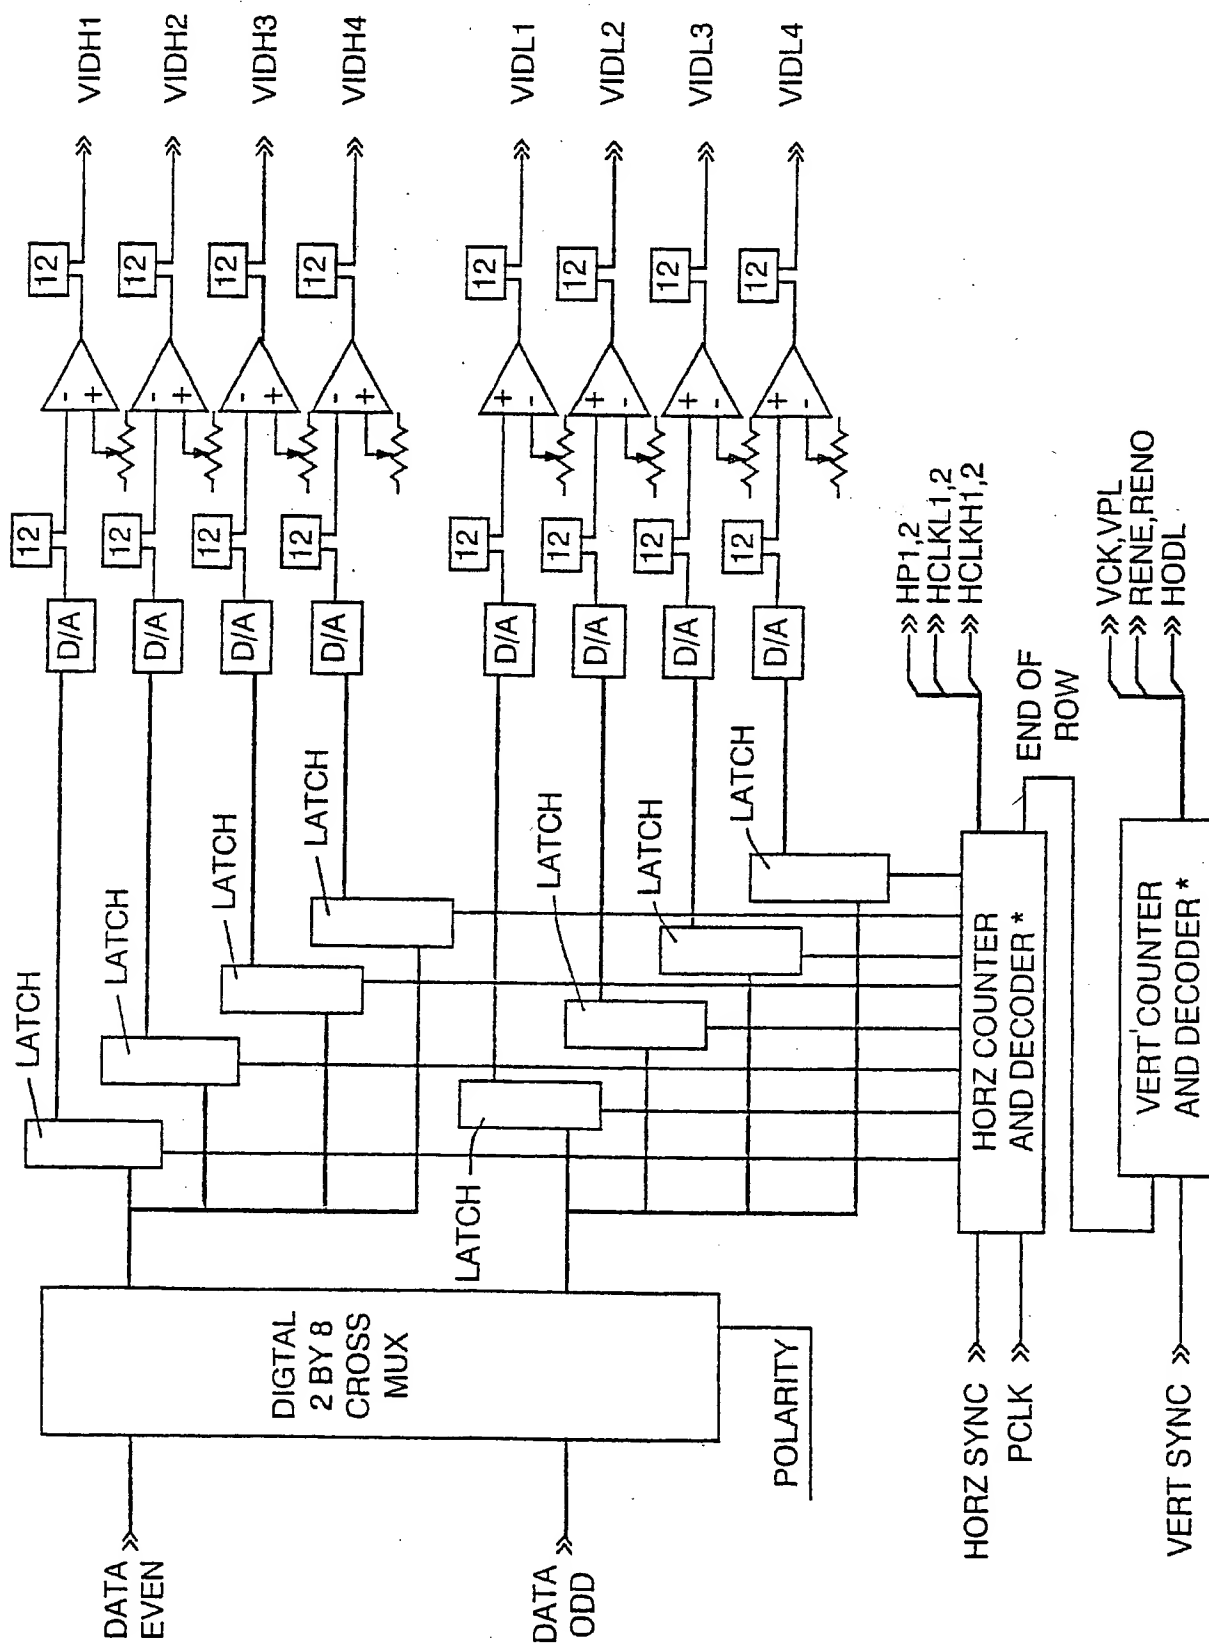 DATA
EVEN
DATA
ODD
DIGTAL
2 BY 8
CROSS
MUX
POLARITY
LATCH
LATCH
LATCH
LATCH
LATCH
LATCH
LATCH
LATCH
D/A
D/A
D/A
D/A
D/A
D/A
D/A
D/A
12
12
12
12
12
12
12
12
- +
- +
- +
- +
+ -
+ -
+ -
+ -
12
12
12
12
12
12
12
12
VIDH1
VIDH2
VIDH3
VIDH4
VIDL1
VIDL2
VIDL3
VIDL4
HORZ SYNC
PCLK
HORZ COUNTER
AND DECODER *
HP1,2
HCLKL1,2
HCLKH1,2
END OF
ROW
VERT SYNC
VERT COUNTER
AND DECODER *
VCK,VPL
RENE,RENO
HODL